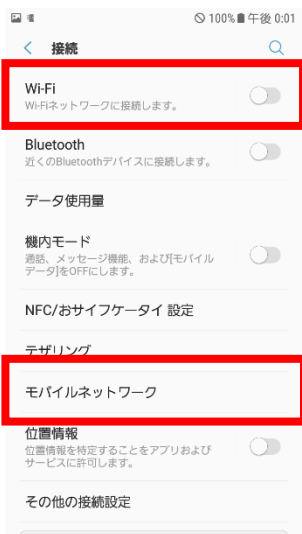 100% 午後 0:01
接続
Wi-Fi
Wi-Fiネットワークに接続します。
Bluetooth
近くのBluetoothデバイスに接続します。
データ使用量
機内モード
通話、メッセージ機能、および[モバイル
データ]をOFFにします。
NFC/おサイフケータイ 設定
テザリング
モバイルネットワーク
位置情報
位置情報を特定することをアプリおよび
サービスに許可します。
その他の接続設定